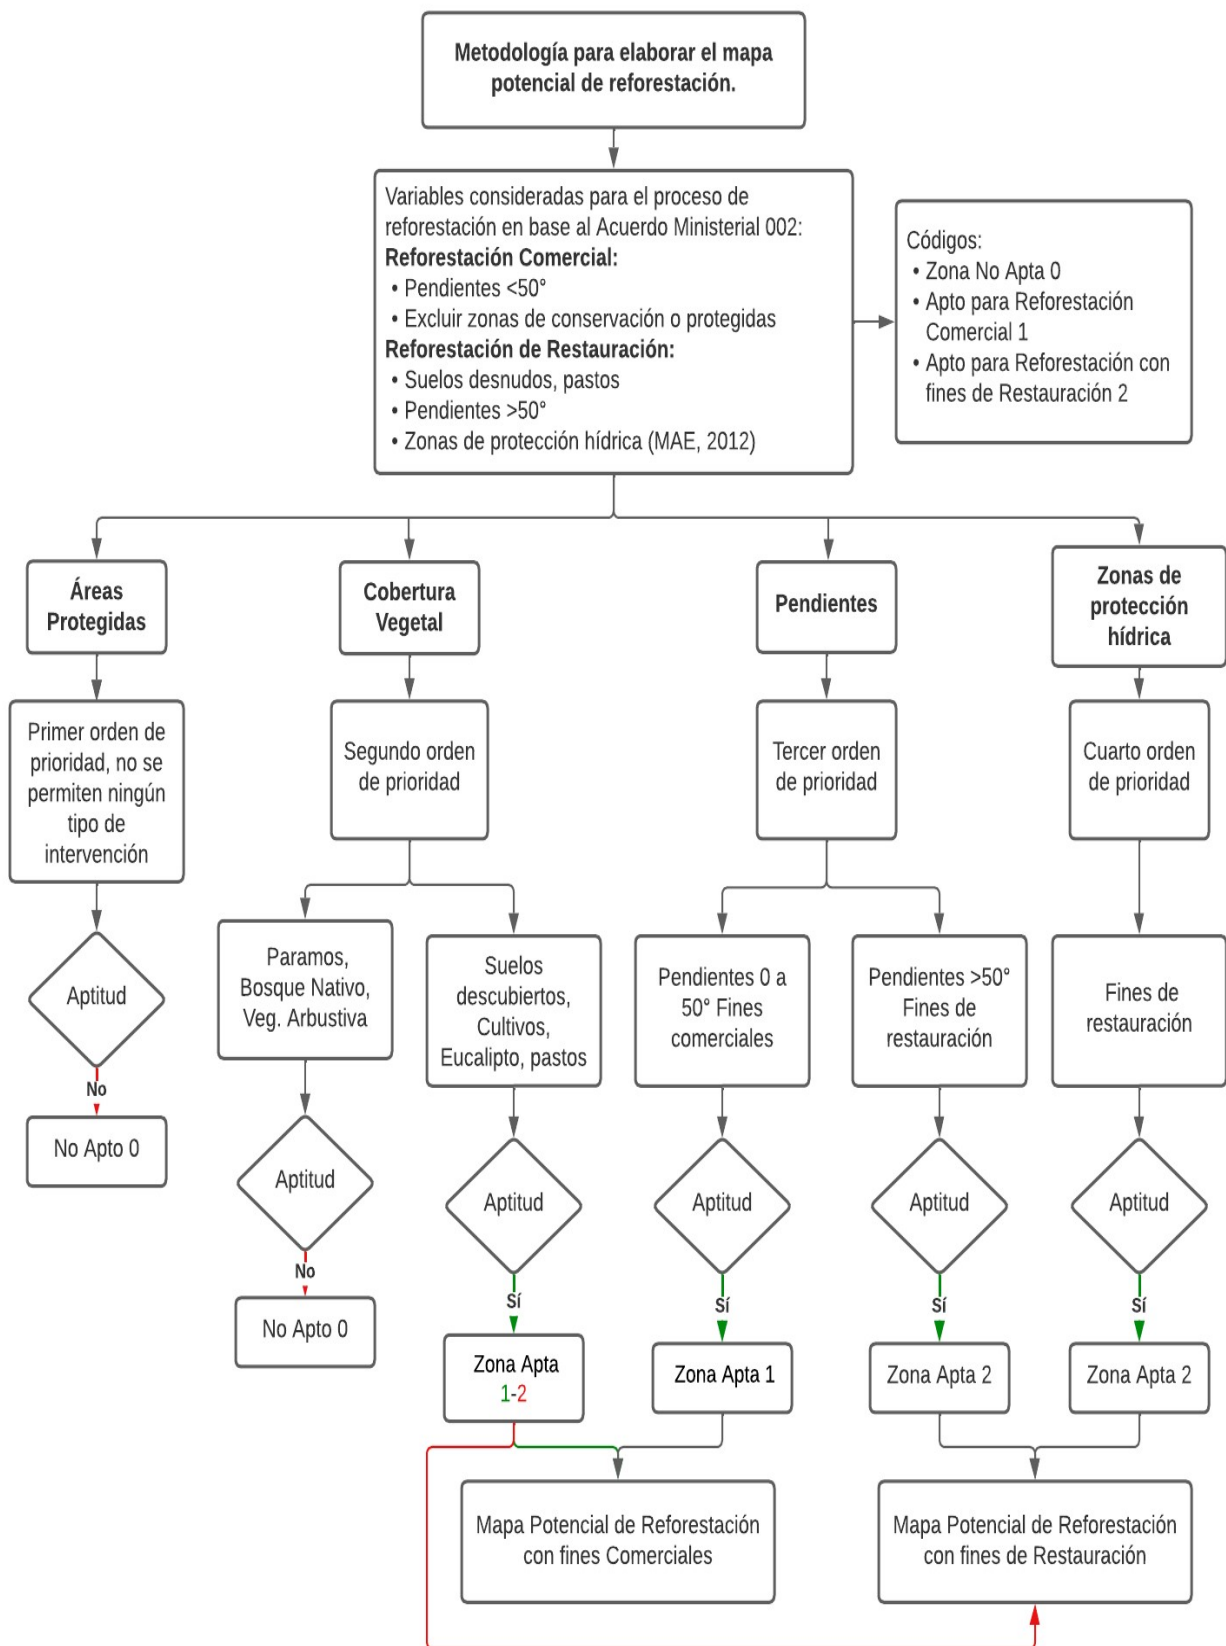 Metodología para elaborar el mapa
potencial de reforestación.
Variables consideradas para el proceso de
reforestación en base al Acuerdo Ministerial 002:
Reforestación Comercial:
• Pendientes <50°
• Excluir zonas de conservación o protegidas
Reforestación de Restauración:
• Suelos desnudos, pastos
• Pendientes >50°
• Zonas de protección hídrica (MAE, 2012)
Códigos:
• Zona No Apta 0
• Apto para Reforestación
Comercial 1
• Apto para Reforestación con
fines de Restauración 2
Áreas
Protegidas
Cobertura
Vegetal
Pendientes
Zonas de
protección
hídrica
Primer orden de
prioridad, no se
permiten ningún
tipo de
intervención
Segundo orden
de prioridad
Tercer orden
de prioridad
Cuarto orden
de prioridad
Aptitud
No
No Apto 0
Paramos,
Bosque Nativo,
Veg. Arbustiva
Aptitud
No
No Apto 0
Suelos
descubiertos,
Cultivos,
Eucalipto, pastos
Aptitud
Sí
Zona Apta
1-2
Pendientes 0 a
50° Fines
comerciales
Aptitud
Sí
Zona Apta 1
Pendientes >50°
Fines de
restauración
Aptitud
Sí
Zona Apta 2
Fines de
restauración
Aptitud
Sí
Zona Apta 2
Mapa Potencial de Reforestación
con fines Comerciales
Mapa Potencial de Reforestación
con fines de Restauración